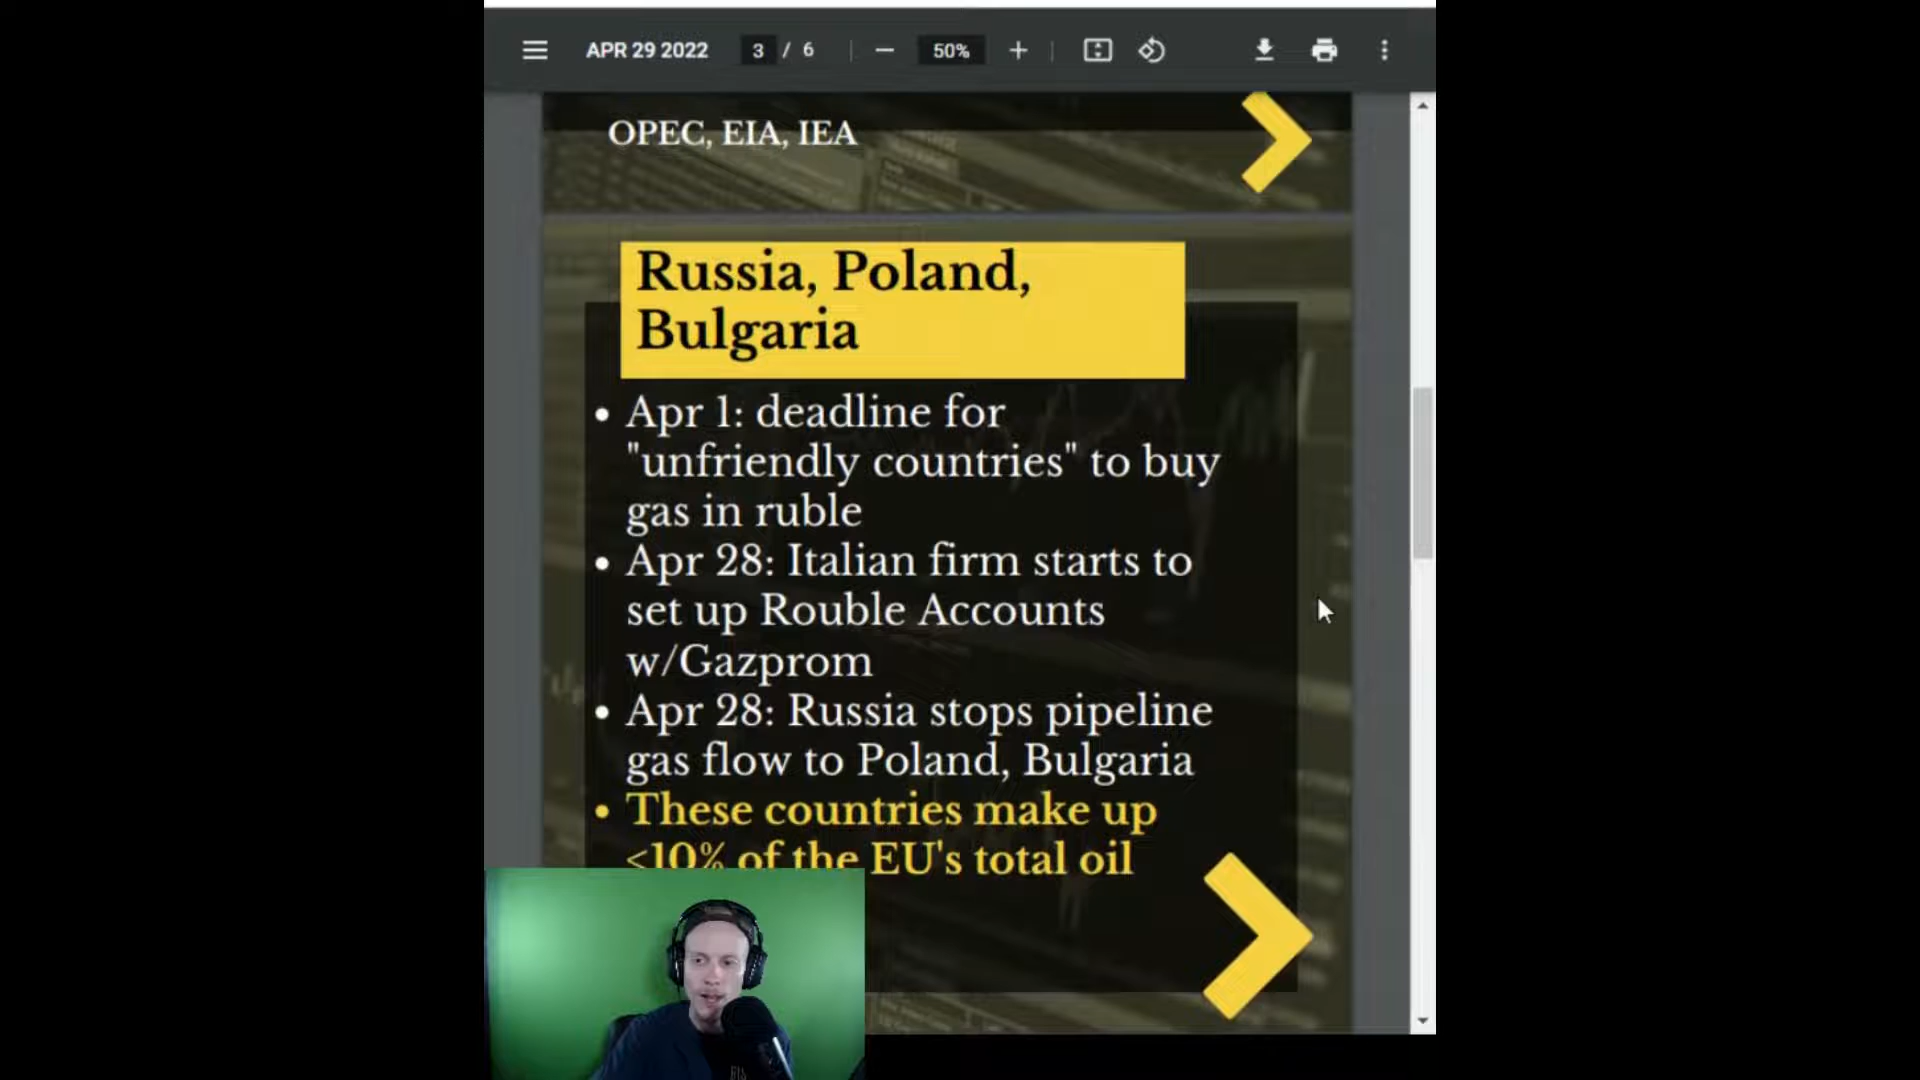 APR 29 2022 3 / 6 50%
OPEC, EIA, IEA
Russia, Poland,
Bulgaria
• Apr 1: deadline for
"unfriendly countries" to buy
gas in ruble
• Apr 28: Italian firm starts to
set up Rouble Accounts
w/Gazprom
• Apr 28: Russia stops pipeline
gas flow to Poland, Bulgaria
• These countries make up
<10% of the EU's total oil